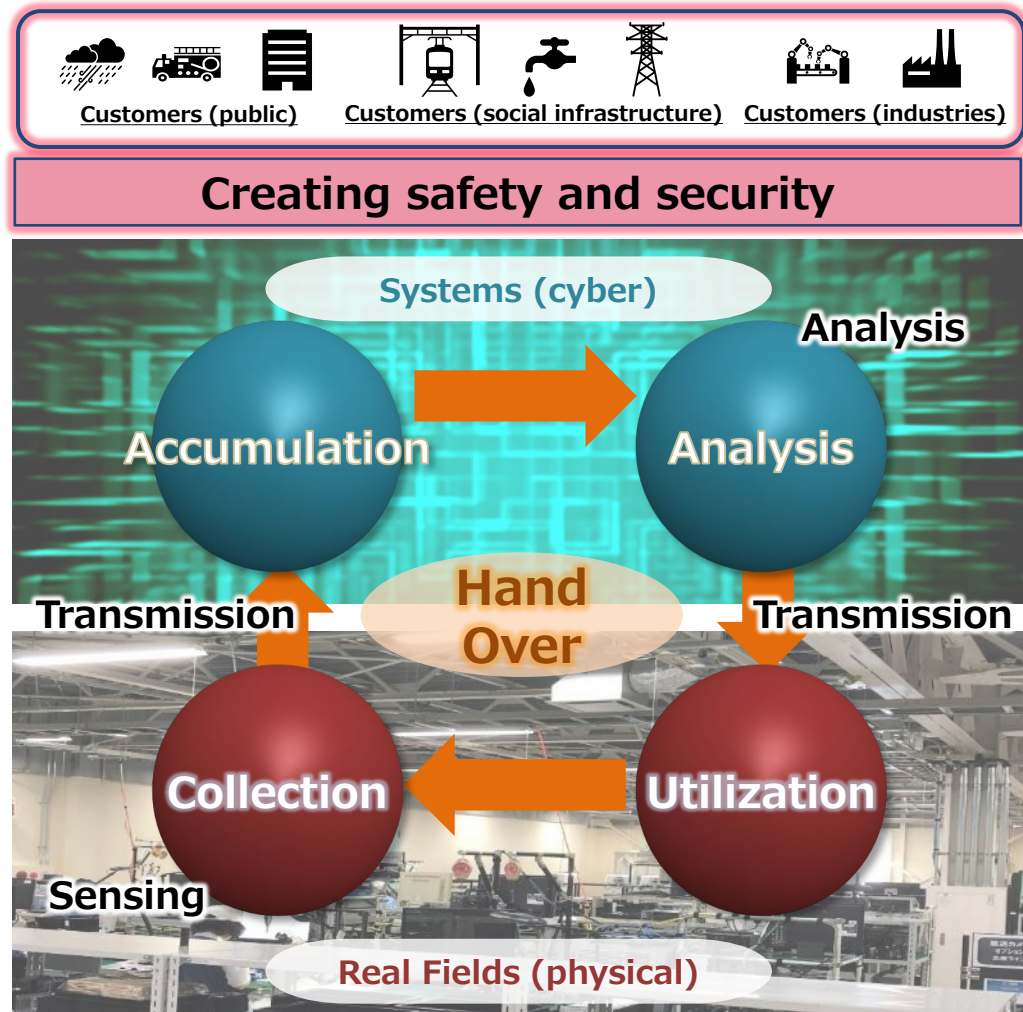 Customers (public)
Customers (social infrastructure)
Customers (industries)
Creating safety and security
Systems (cyber)
Analysis
Accumulation
Analysis
Hand
Over
Transmission
Transmission
Collection
Utilization
Sensing
Real Fields (physical)